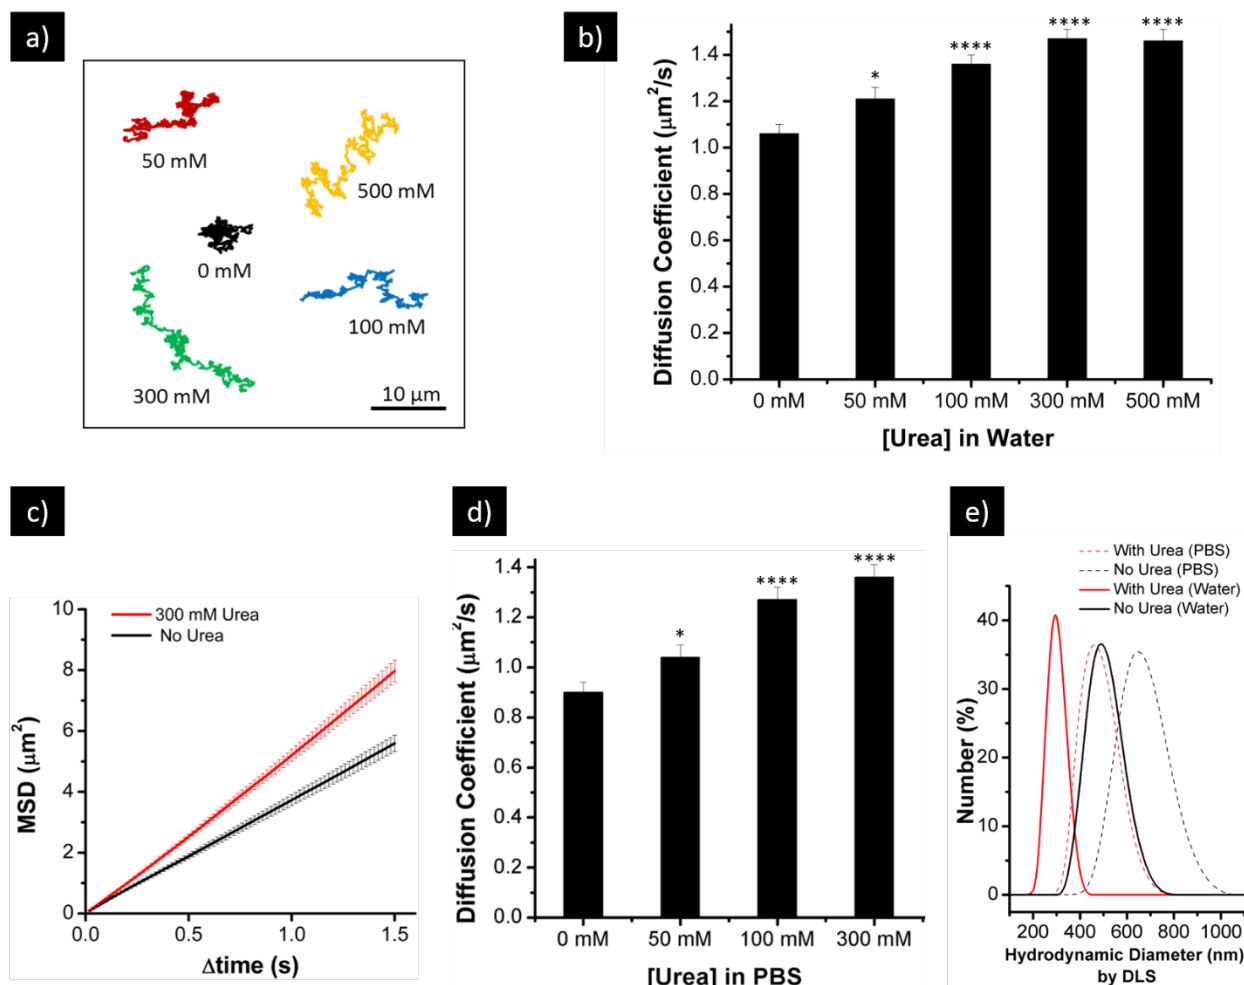 a)
50 mM
500 mM
0 mM
100 mM
300 mM
10 µm
b)
Diffusion Coefficient (µm²/s)
1.4
1.2
1.0
0.8
0.6
0.4
0.2
0.0
*
****
****
****
0 mM
50 mM
100 mM
300 mM
500 mM
[Urea] in Water
c)
MSD (µm²)
10
8
6
4
2
0
300 mM Urea
No Urea
0.0
0.5
1.0
1.5
Δtime (s)
d)
Diffusion Coefficient (µm²/s)
1.4
1.2
1.0
0.8
0.6
0.4
0.2
0.0
*
****
****
0 mM
50 mM
100 mM
300 mM
[Urea] in PBS
e)
With Urea (PBS)
No Urea (PBS)
With Urea (Water)
No Urea (Water)
Number (%)
40
30
20
10
0
200
400
600
800
1000
Hydrodynamic Diameter (nm)
by DLS